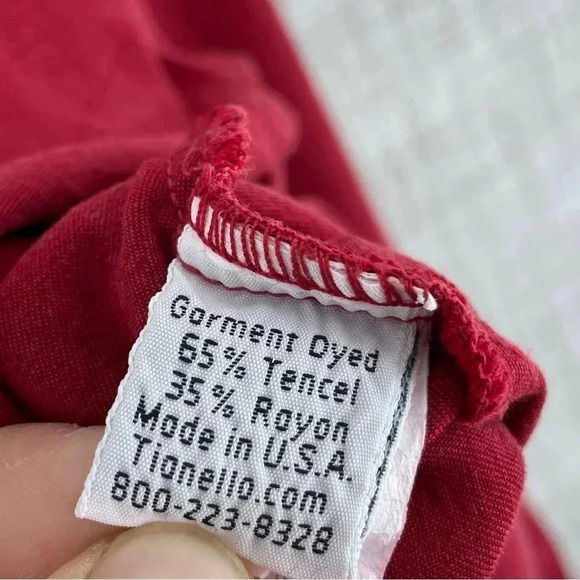 Garment Dyed
65% Tencel
35% Rayon
Made in U.S.A.
Tianello.com
800-223-8328